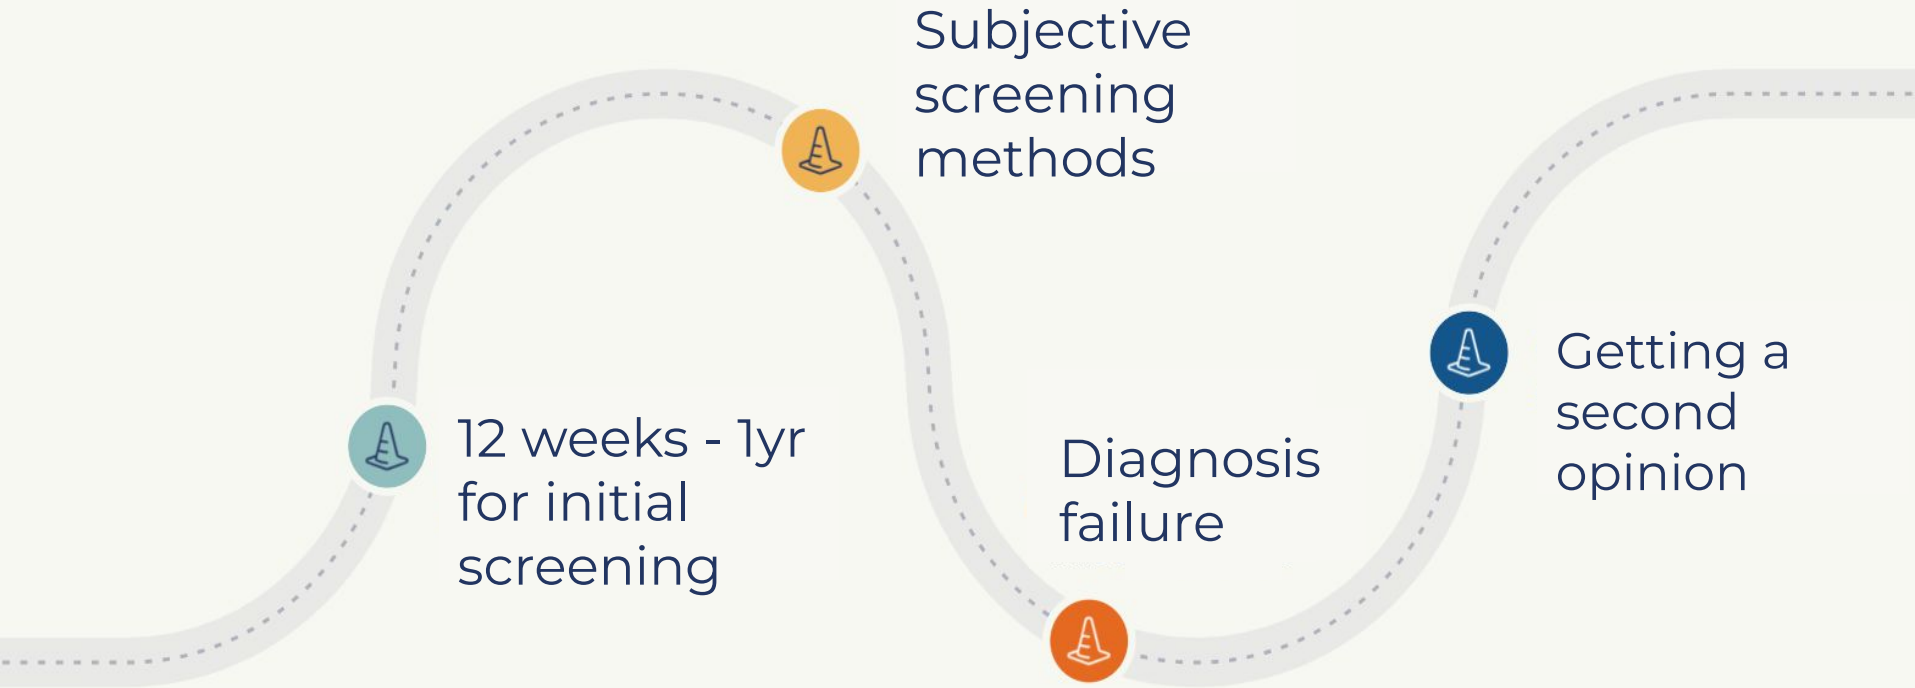 12 weeks - 1yr
for initial
screening
Subjective
screening
methods
Diagnosis
failure
Getting a
second
opinion